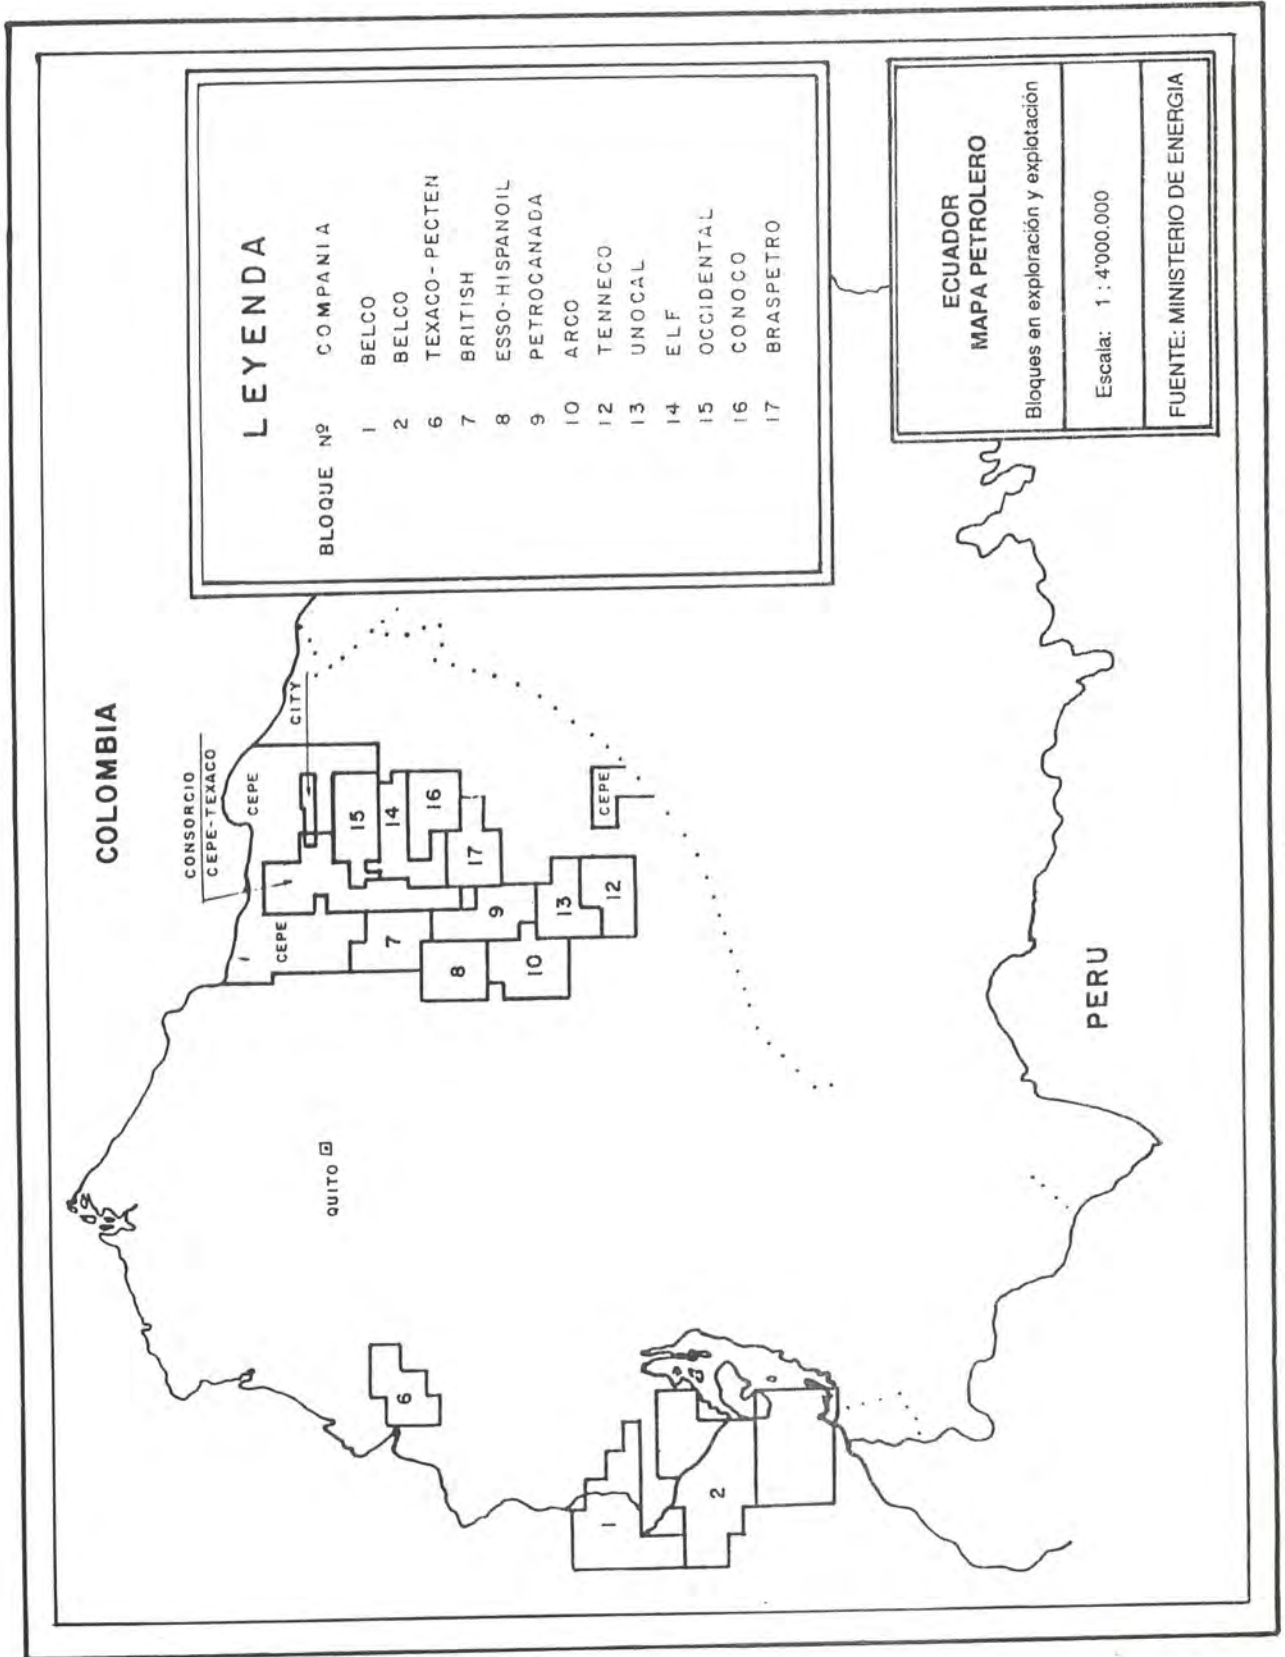 COLOMBIA
CONSORCIO
CEPE-TEXACO
CITY
CEPE
CEPE
15
14
16
7
17
8
9
10
13
12
CEPE
QUITO
6
1
2
PERU
LEYENDA
BLOQUE Nº COMPANIA
1 BELCO
2 BELCO
6 TEXACO-PECTEN
7 BRITISH
8 ESSO-HISPANOIL
9 PETROCANADA
10 ARCO
12 TENNECO
13 UNOCAL
14 ELF
15 OCCIDENTAL
16 CONOCO
17 BRASPETRO
ECUADOR
MAPA PETROLERO
Bloques en exploración y explotación
Escala: 1 : 4'000.000
FUENTE: MINISTERIO DE ENERGIA